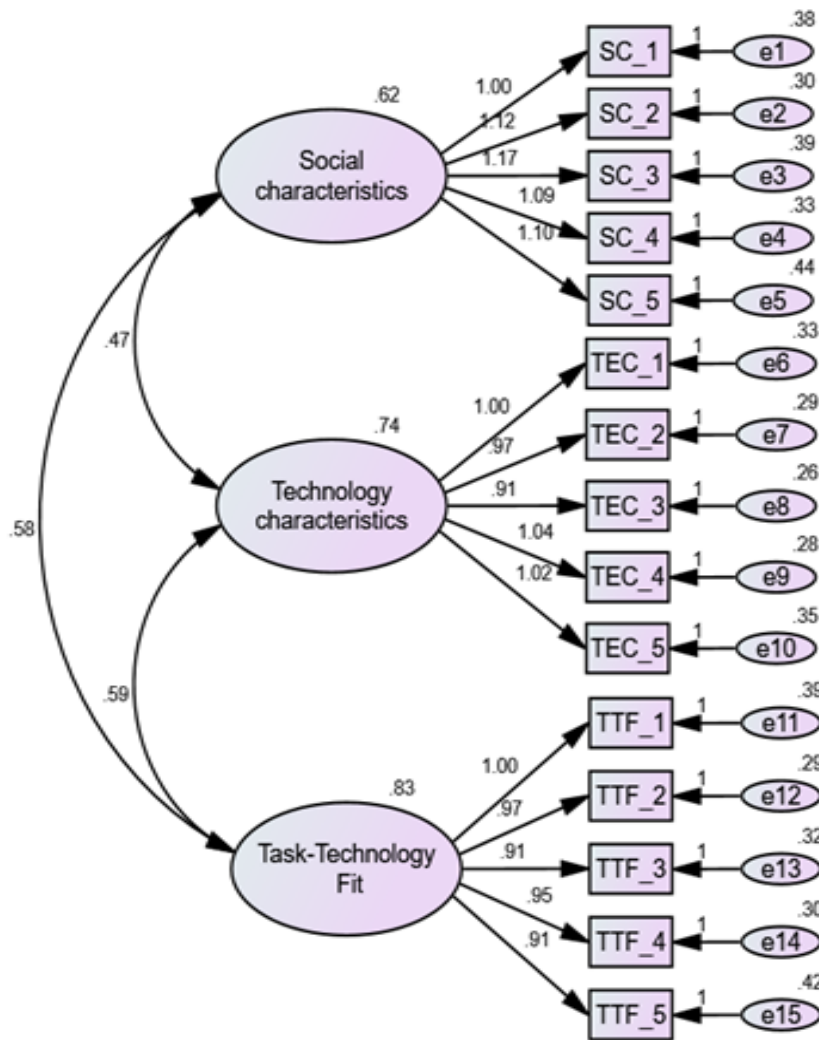 .38
1
SC_1
e1
.62
1.00
.30
1
SC_2
e2
1.12
.39
1
SC_3
e3
Social
characteristics
1.17
.33
1
SC_4
e4
1.09
.44
1
SC_5
e5
1.10
.47
.33
1
TEC_1
e6
.74
1.00
.29
1
TEC_2
e7
.97
.26
1
TEC_3
e8
Technology
characteristics
.91
.28
1
TEC_4
e9
1.04
.58
1.02
.35
1
TEC_5
e10
.59
.39
1
TTF_1
e11
.83
1.00
.29
1
TTF_2
e12
.97
.32
1
TTF_3
e13
Task-Technology
Fit
.91
.30
1
TTF_4
e14
.95
.42
1
TTF_5
e15
.91